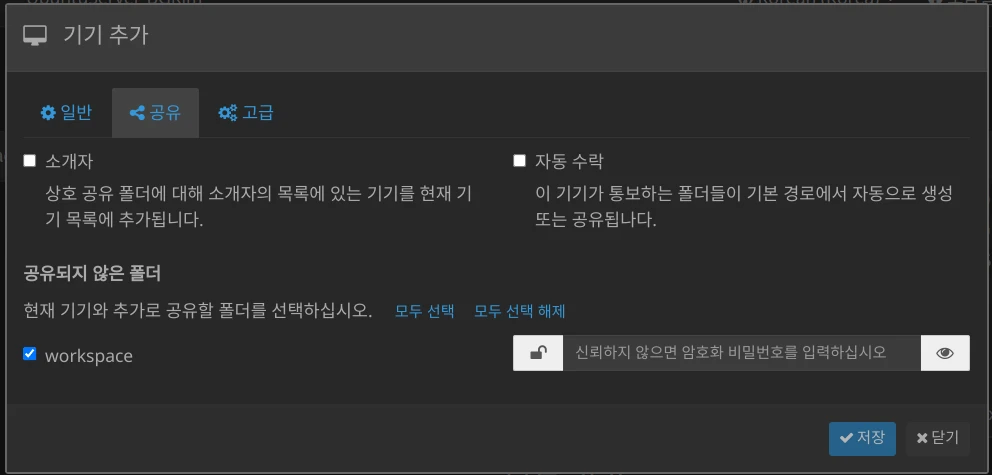 기기 추가
일반
공유
고급
소개자
상호 공유 폴더에 대해 소개자의 목록에 있는 기기를 현재 기
기 목록에 추가됩니다.
자동 수락
이 기기가 통보하는 폴더들이 기본 경로에서 자동으로 생성
또는 공유됩나다.
공유되지 않은 폴더
현재 기기와 추가로 공유할 폴더를 선택하십시오. 모두 선택 모두 선택 해제
workspace
신뢰하지 않으면 암호화 비밀번호를 입력하십시오
저장
닫기